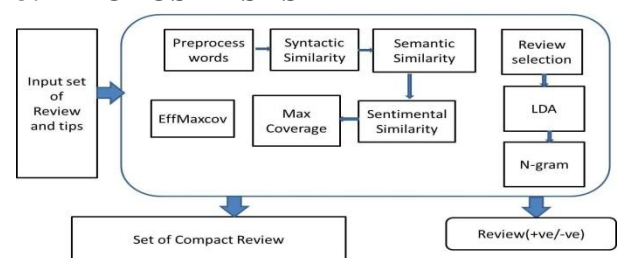 Input set
of
Review
and tips
Preprocess
words
Syntactic
Similarity
Semantic
Similarity
Review
selection
EffMaxcov
Max
Coverage
Sentimental
Similarity
LDA
N-gram
Set of Compact Review
Review(+ve/-ve)